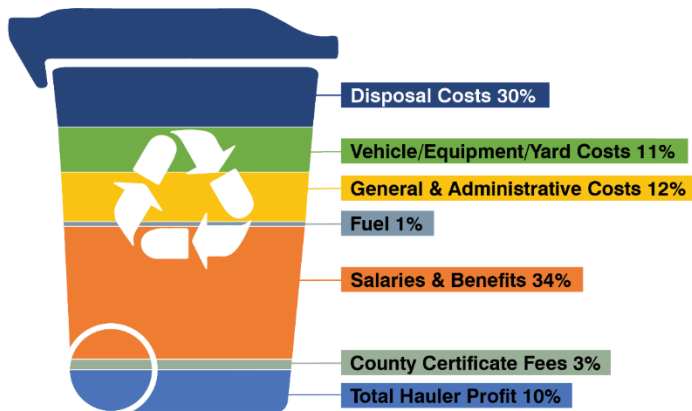 Disposal Costs 30%
Vehicle/Equipment/Yard Costs 11%
General & Administrative Costs 12%
Fuel 1%
Salaries & Benefits 34%
County Certificate Fees 3%
Total Hauler Profit 10%